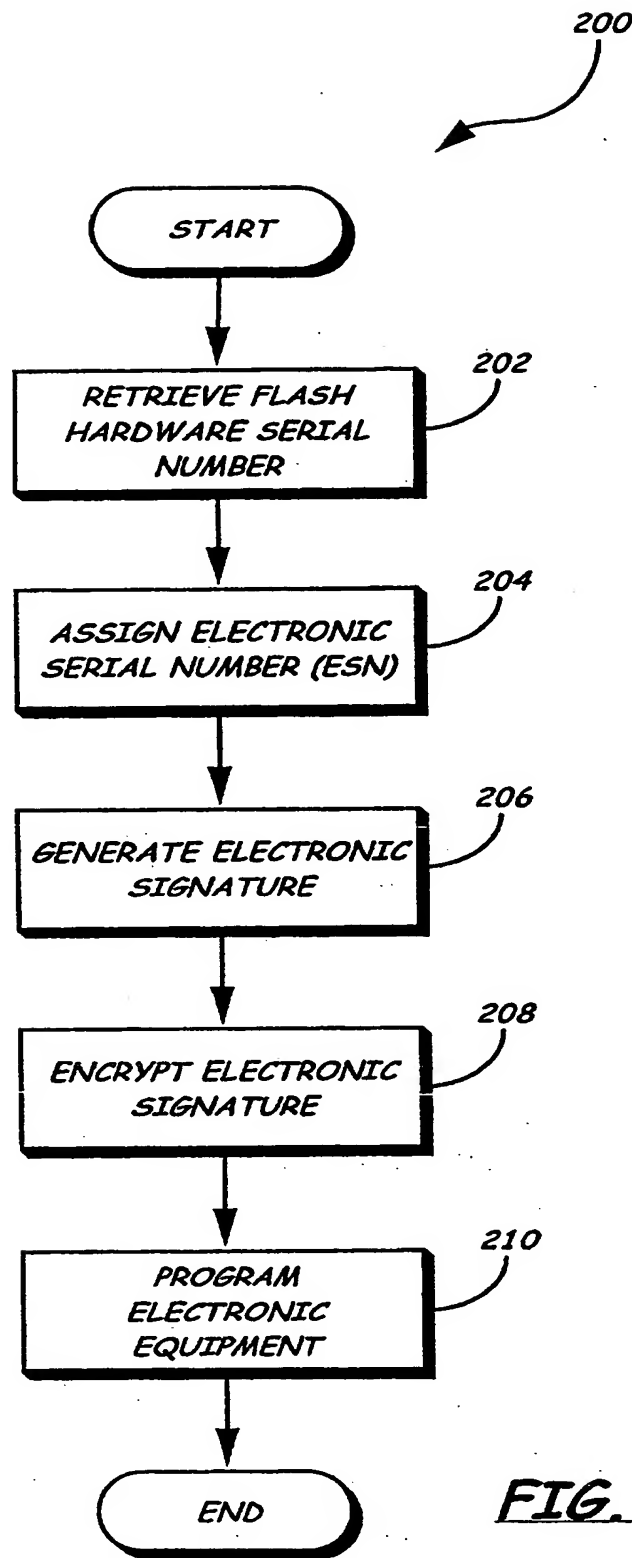 200
START
202
RETRIEVE FLASH
HARDWARE SERIAL
NUMBER
204
ASSIGN ELECTRONIC
SERIAL NUMBER (ESN)
206
GENERATE ELECTRONIC
SIGNATURE
208
ENCRYPT ELECTRONIC
SIGNATURE
210
PROGRAM
ELECTRONIC
EQUIPMENT
END
FIG.